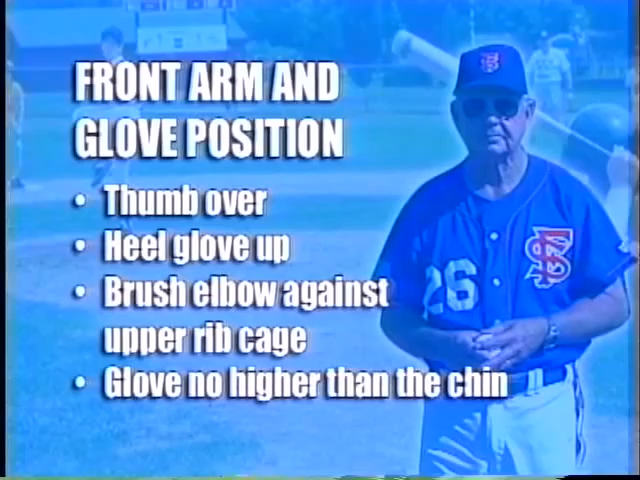 FRONT ARM AND
GLOVE POSITION
• Thumb over
• Heel glove up
• Brush elbow against
upper rib cage
• Glove no higher than the chin
26
FS